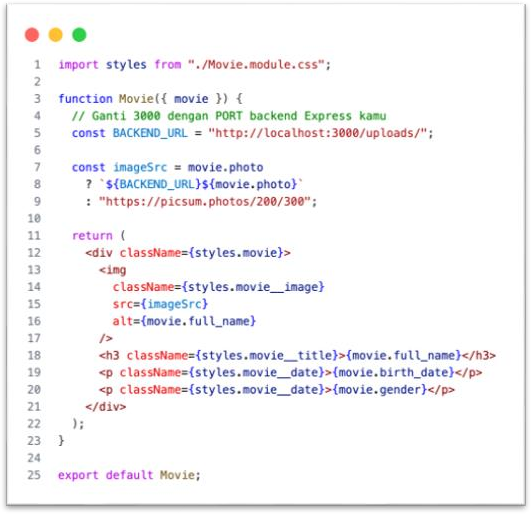 1 import styles from "./Movie.module.css";
2
3 function Movie({ movie }) {
4   // Ganti 3000 dengan PORT backend Express kamu
5   const BACKEND_URL = "http://localhost:3000/uploads/";
6
7   const imageSrc = movie.photo
8     ? `${BACKEND_URL}${movie.photo}`
9     : "https://picsum.photos/200/300";
10
11   return (
12     <div className={styles.movie}>
13       <img
14         className={styles.movie__image}
15         src={imageSrc}
16         alt={movie.full_name}
17       />
18       <h3 className={styles.movie__title}>{movie.full_name}</h3>
19       <p className={styles.movie__date}>{movie.birth_date}</p>
20       <p className={styles.movie__date}>{movie.gender}</p>
21     </div>
22   );
23 }
24
25 export default Movie;